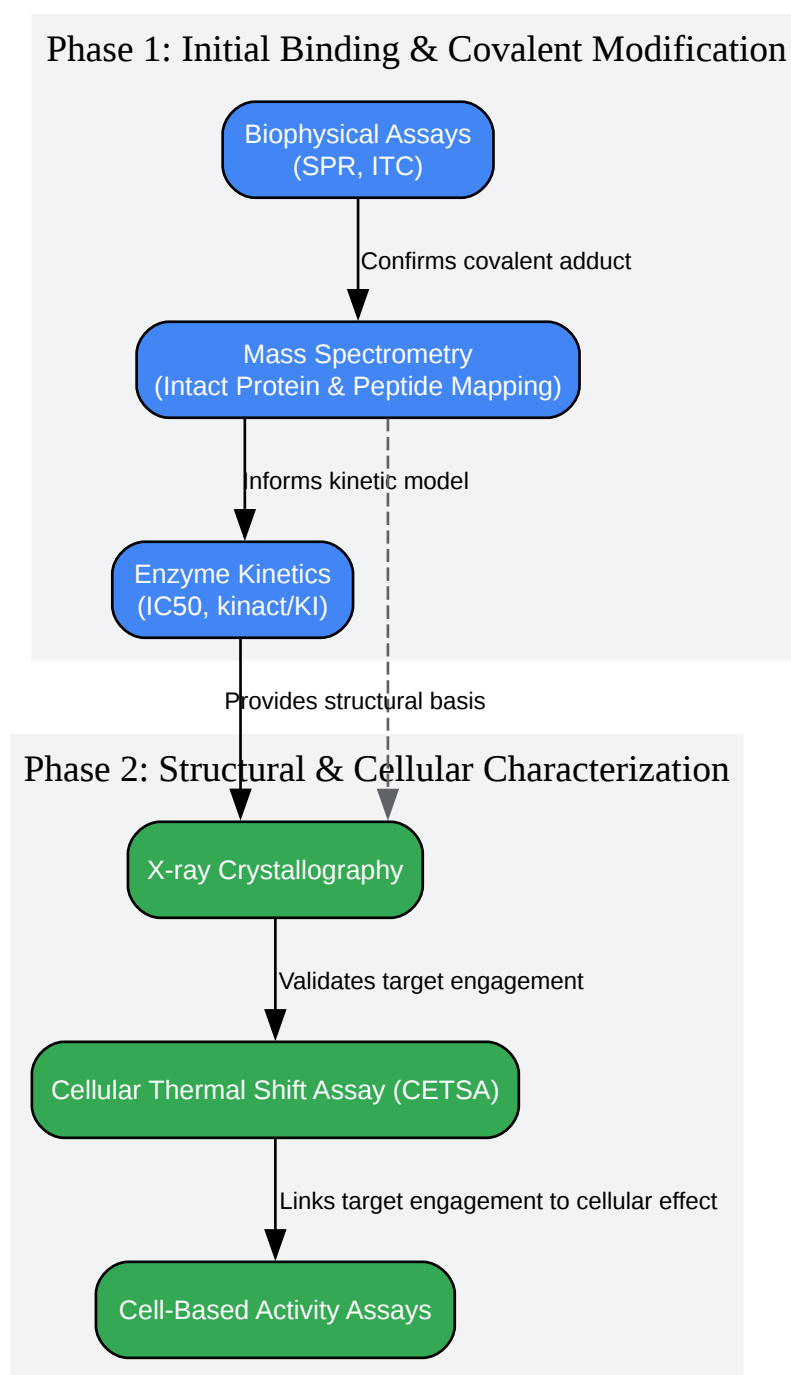 Phase 1: Initial Binding & Covalent Modification
Biophysical Assays
(SPR, ITC)
Confirms covalent adduct
Mass Spectrometry
(Intact Protein & Peptide Mapping)
Informs kinetic model
Enzyme Kinetics
(IC50, kinact/KI)
Provides structural basis
Phase 2: Structural & Cellular Characterization
X-ray Crystallography
Validates target engagement
Cellular Thermal Shift Assay (CETSA)
Links target engagement to cellular effect
Cell-Based Activity Assays